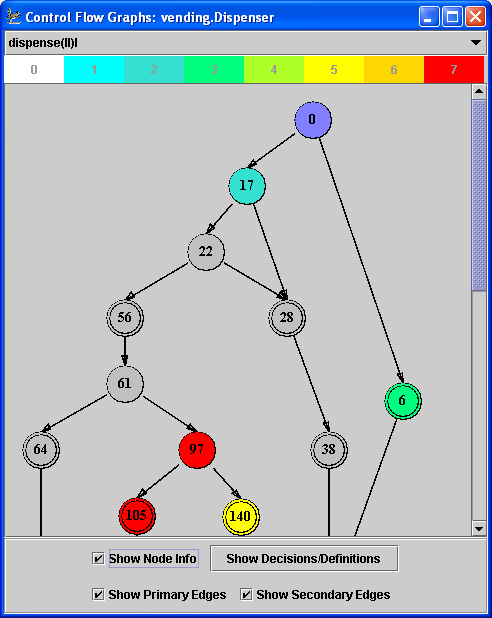 Control Flow Graphs: vending.Dispenser
dispense(II)I
0 1 2 3 4 5 6 7
0
17
22
56 28
61
6
64 97 38
105 140
Show Node Info Show Decisions/Definitions
Show Primary Edges Show Secondary Edges